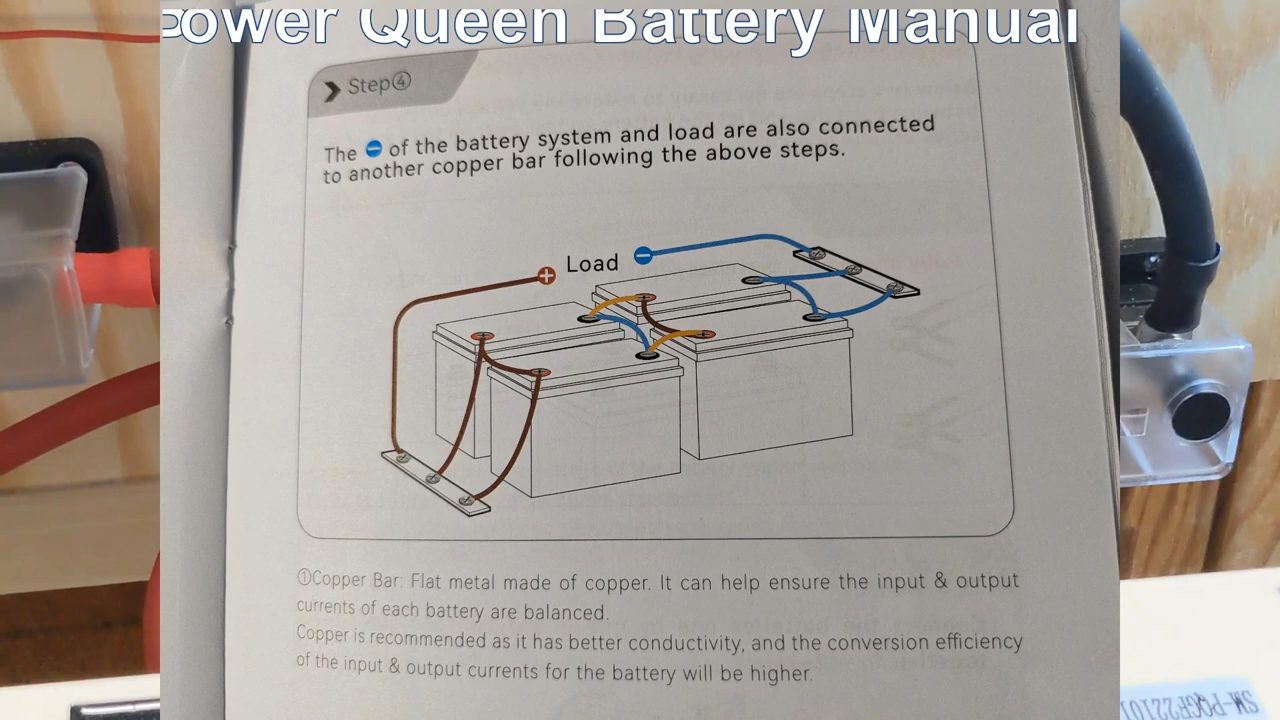 Power Queen Battery Manual
Step④
The ⊖ of the battery system and load are also connected
to another copper bar following the above steps.
Load
①Copper Bar: Flat metal made of copper. It can help ensure the input & output
currents of each battery are balanced.
Copper is recommended as it has better conductivity, and the conversion efficiency
of the input & output currents for the battery will be higher.